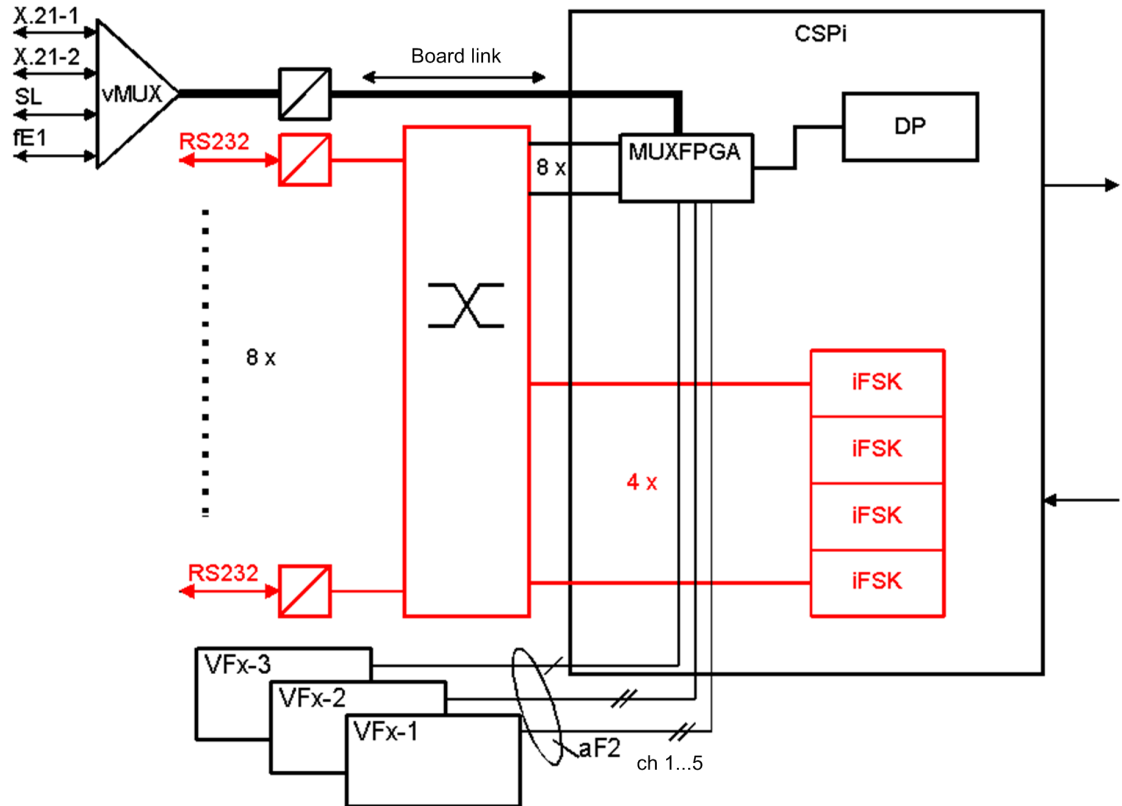 X.21-1
X.21-2
SL
fE1
vMUX
Board link
CSPi
DP
MUXFPGA
RS232
8 x
8 x
iFSK
iFSK
iFSK
iFSK
4 x
RS232
VFx-3
VFx-2
VFx-1
aF2
ch 1...5